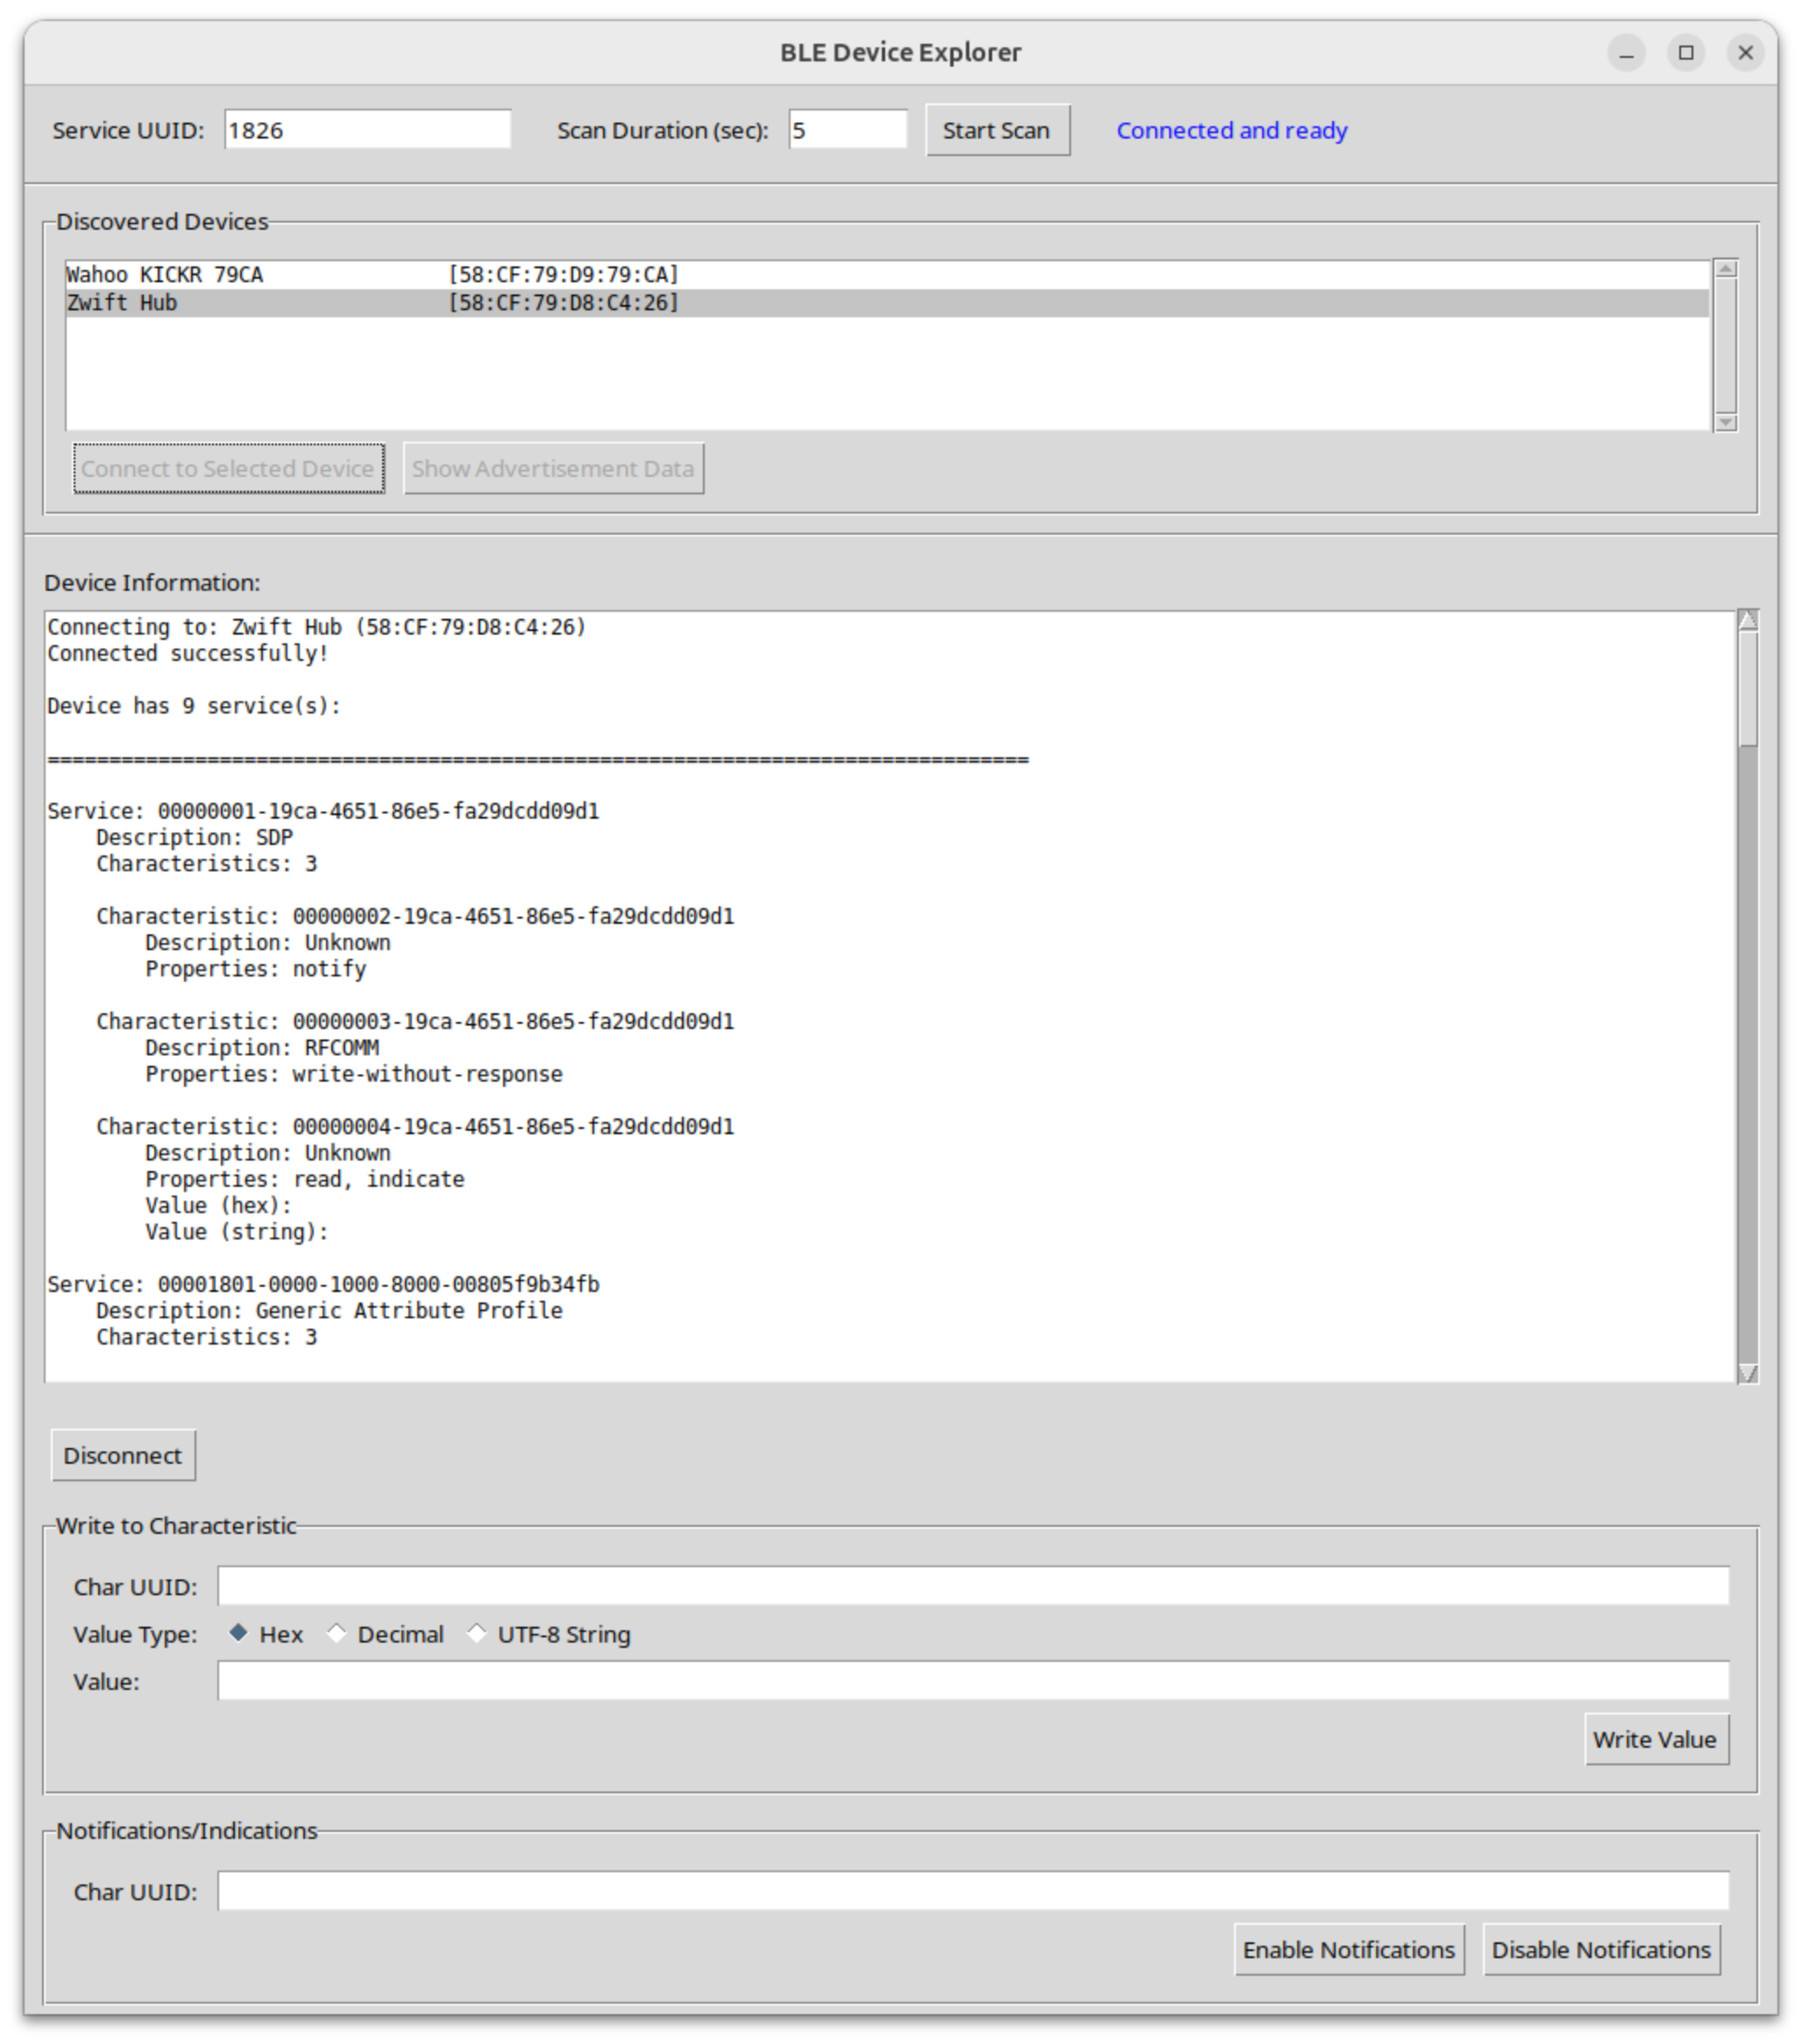 BLE Device Explorer
Service UUID: 1826 Scan Duration (sec): 5 Start Scan Connected and ready
Discovered Devices
Wahoo KICKR 79CA [58:CF:79:D9:79:CA]
Zwift Hub [58:CF:79:D8:C4:26]
Connect to Selected Device Show Advertisement Data
Device Information:
Connecting to: Zwift Hub (58:CF:79:D8:C4:26)
Connected successfully!
Device has 9 service(s):
================================================================================
Service: 00000001-19ca-4651-86e5-fa29dcdd09d1
Description: SDP
Characteristics: 3
Characteristic: 00000002-19ca-4651-86e5-fa29dcdd09d1
Description: Unknown
Properties: notify
Characteristic: 00000003-19ca-4651-86e5-fa29dcdd09d1
Description: RFCOMM
Properties: write-without-response
Characteristic: 00000004-19ca-4651-86e5-fa29dcdd09d1
Description: Unknown
Properties: read, indicate
Value (hex):
Value (string):
Service: 00001801-0000-1000-8000-00805f9b34fb
Description: Generic Attribute Profile
Characteristics: 3
Disconnect
Write to Characteristic
Char UUID:
Value Type: Hex Decimal UTF-8 String
Value:
Write Value
Notifications/Indications
Char UUID:
Enable Notifications Disable Notifications